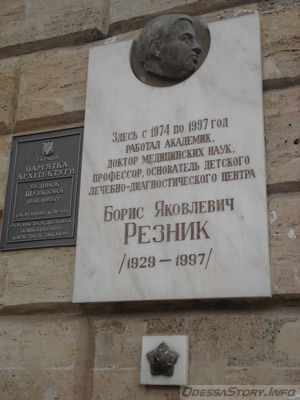 УКРАЇНА
ПАМ'ЯТКА
АРХІТЕКТУРИ
БУДИНОК
ЗДЕСЬ С 1974 ПО 1997 ГОД
РАБОТАЛ АКАДЕМИК,
ДОКТОР МЕДИЦИНСКИХ НАУК,
ПРОФЕССОР, ОСНОВАТЕЛЬ ДЕТСКОГО
ЛЕЧЕБНО-ДИАГНОСТИЧЕСКОГО ЦЕНТРА
БОРИС ЯКОВЛЕВИЧ
РЕЗНИК
/1929-1997/
OdessaStory.Info